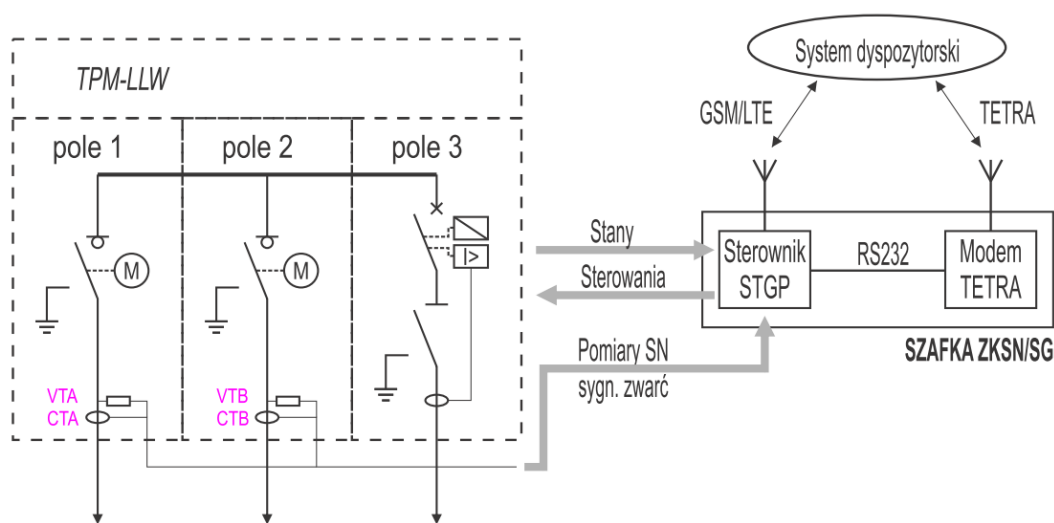 TPM-LLW
pole 1
pole 2
pole 3
M
M
I>
VTA
CTA
VTB
CTB
System dyspozytorski
GSM/LTE
TETRA
Stany
Sterowania
Sterownik
STGP
RS232
Modem
TETRA
SZAFKA ZKSN/SG
Pomiary SN
sygn. zwarć